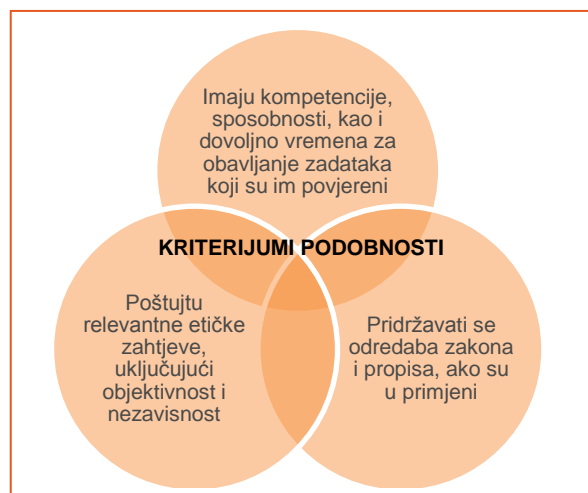 Imaju kompetencije,
sposobnosti, kao i
dovoljno vremena za
obavljanje zadataka
koji su im povjereni
KRITERIJUMI PODOBNOSTI
Poštujtu
relevantne etičke
zahtjeve,
uključujući
objektivnost i
nezavisnost
Pridržavati se
odredaba zakona
i propisa, ako su
u primjeni